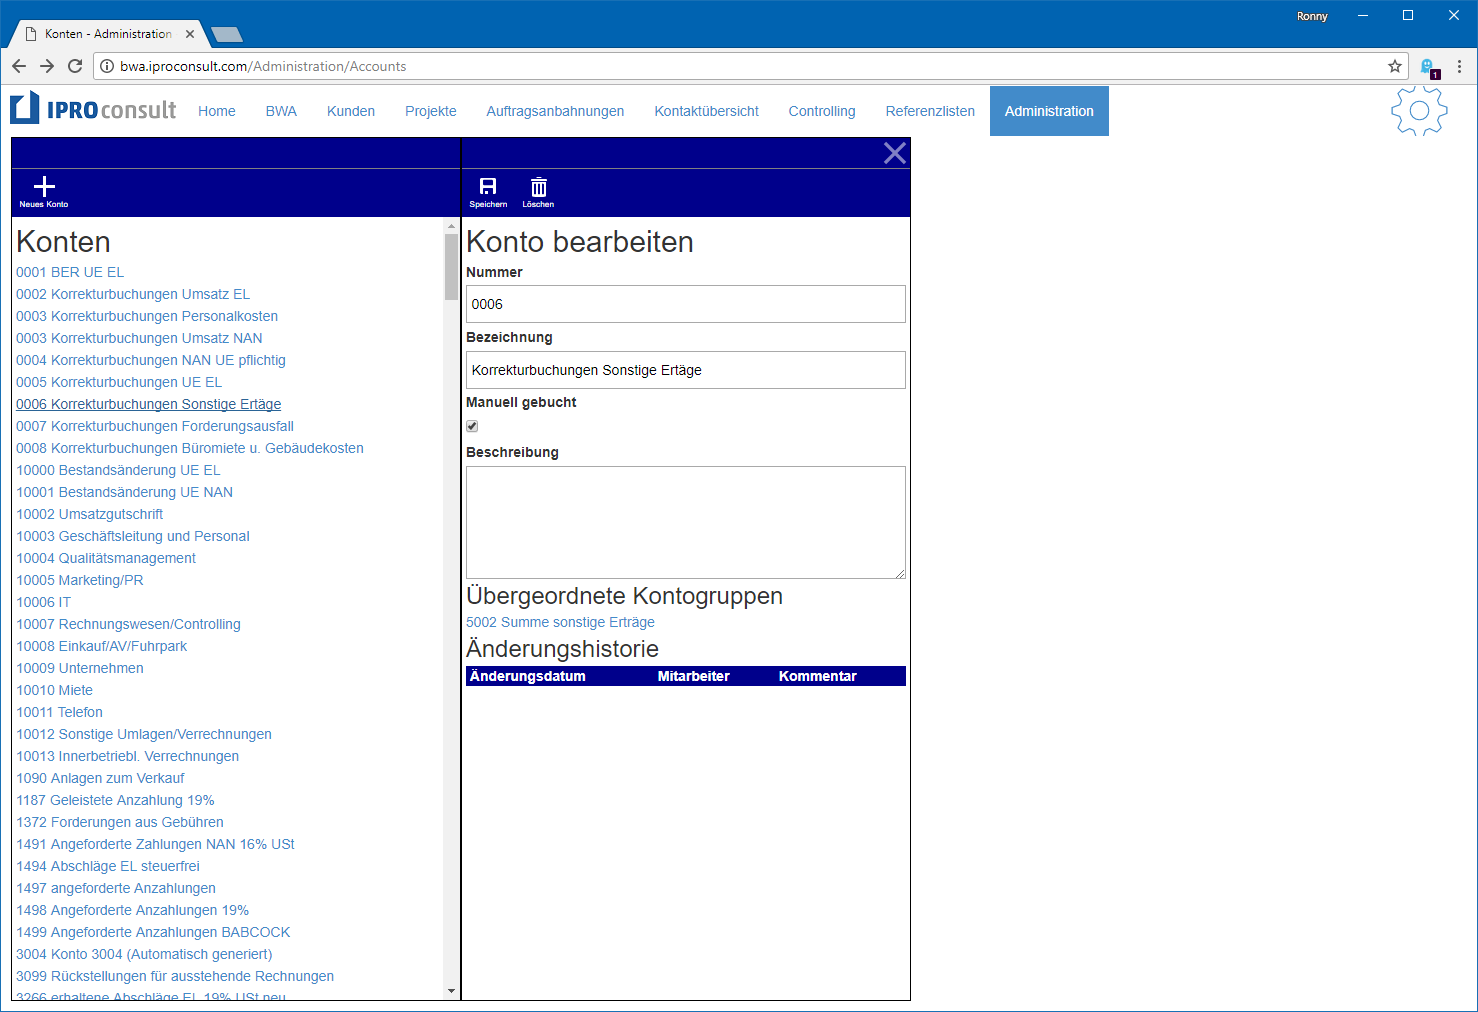 Ronny
Konten - Administration
bwa.iproconsult.com/Administration/Accounts
1
IPROconsult Home BWA Kunden Projekte Auftragsanbahnungen Kontaktübersicht Controlling Referenzlisten Administration
Neues Konto
Konten
0001 BER UE EL
0002 Korrekturbuchungen Umsatz EL
0003 Korrekturbuchungen Personalkosten
0003 Korrekturbuchungen Umsatz NAN
0004 Korrekturbuchungen NAN UE pflichtig
0005 Korrekturbuchungen UE EL
0006 Korrekturbuchungen Sonstige Ertäge
0007 Korrekturbuchungen Forderungsausfall
0008 Korrekturbuchungen Büromiete u. Gebäudekosten
10000 Bestandsänderung UE EL
10001 Bestandsänderung UE NAN
10002 Umsatzgutschrift
10003 Geschäftsleitung und Personal
10004 Qualitätsmanagement
10005 Marketing/PR
10006 IT
10007 Rechnungswesen/Controlling
10008 Einkauf/AV/Fuhrpark
10009 Unternehmen
10010 Miete
10011 Telefon
10012 Sonstige Umlagen/Verrechnungen
10013 Innerbetriebl. Verrechnungen
1090 Anlagen zum Verkauf
1187 Geleistete Anzahlung 19%
1372 Forderungen aus Gebühren
1491 Angeforderte Zahlungen NAN 16% USt
1494 Abschläge EL steuerfrei
1497 angeforderte Anzahlungen
1498 Angeforderte Anzahlungen 19%
1499 Angeforderte Anzahlungen BABCOCK
3004 Konto 3004 (Automatisch generiert)
3099 Rückstellungen für ausstehende Rechnungen
3266 erhaltene Abschläge EL 19% USt neu
Speichern Löschen
Konto bearbeiten
Nummer
0006
Bezeichnung
Korrekturbuchungen Sonstige Ertäge
Manuell gebucht
Beschreibung
Übergeordnete Kontogruppen
5002 Summe sonstige Erträge
Änderungshistorie
Änderungsdatum Mitarbeiter Kommentar